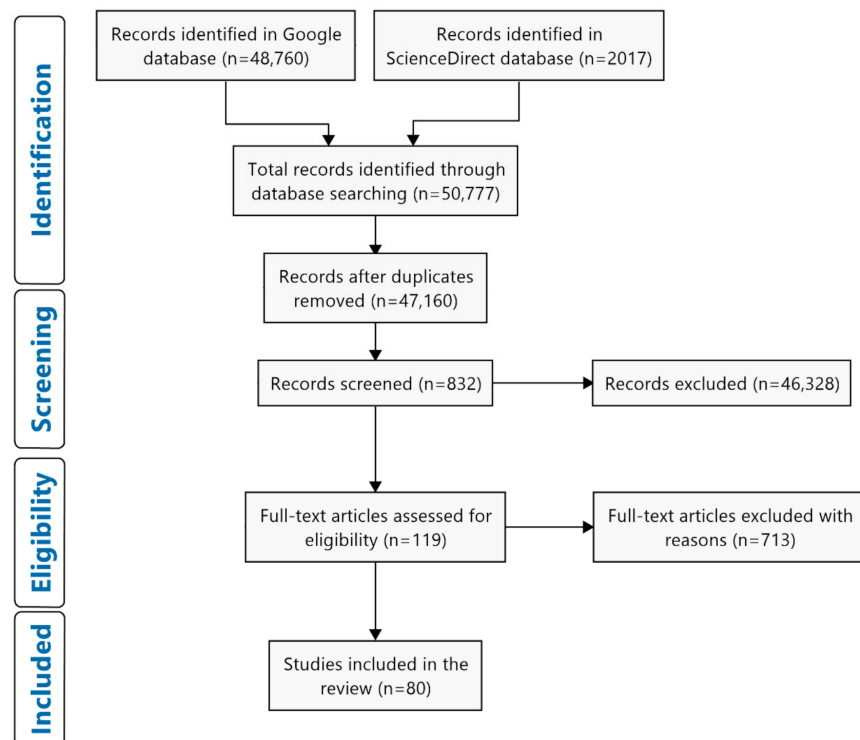 Identification
Records identified in Google
database (n=48,760)
Records identified in
ScienceDirect database (n=2017)
Total records identified through
database searching (n=50,777)
Records after duplicates
removed (n=47,160)
Screening
Records screened (n=832)
Records excluded (n=46,328)
Eligibility
Full-text articles assessed for
eligibility (n=119)
Full-text articles excluded with
reasons (n=713)
Included
Studies included in the
review (n=80)